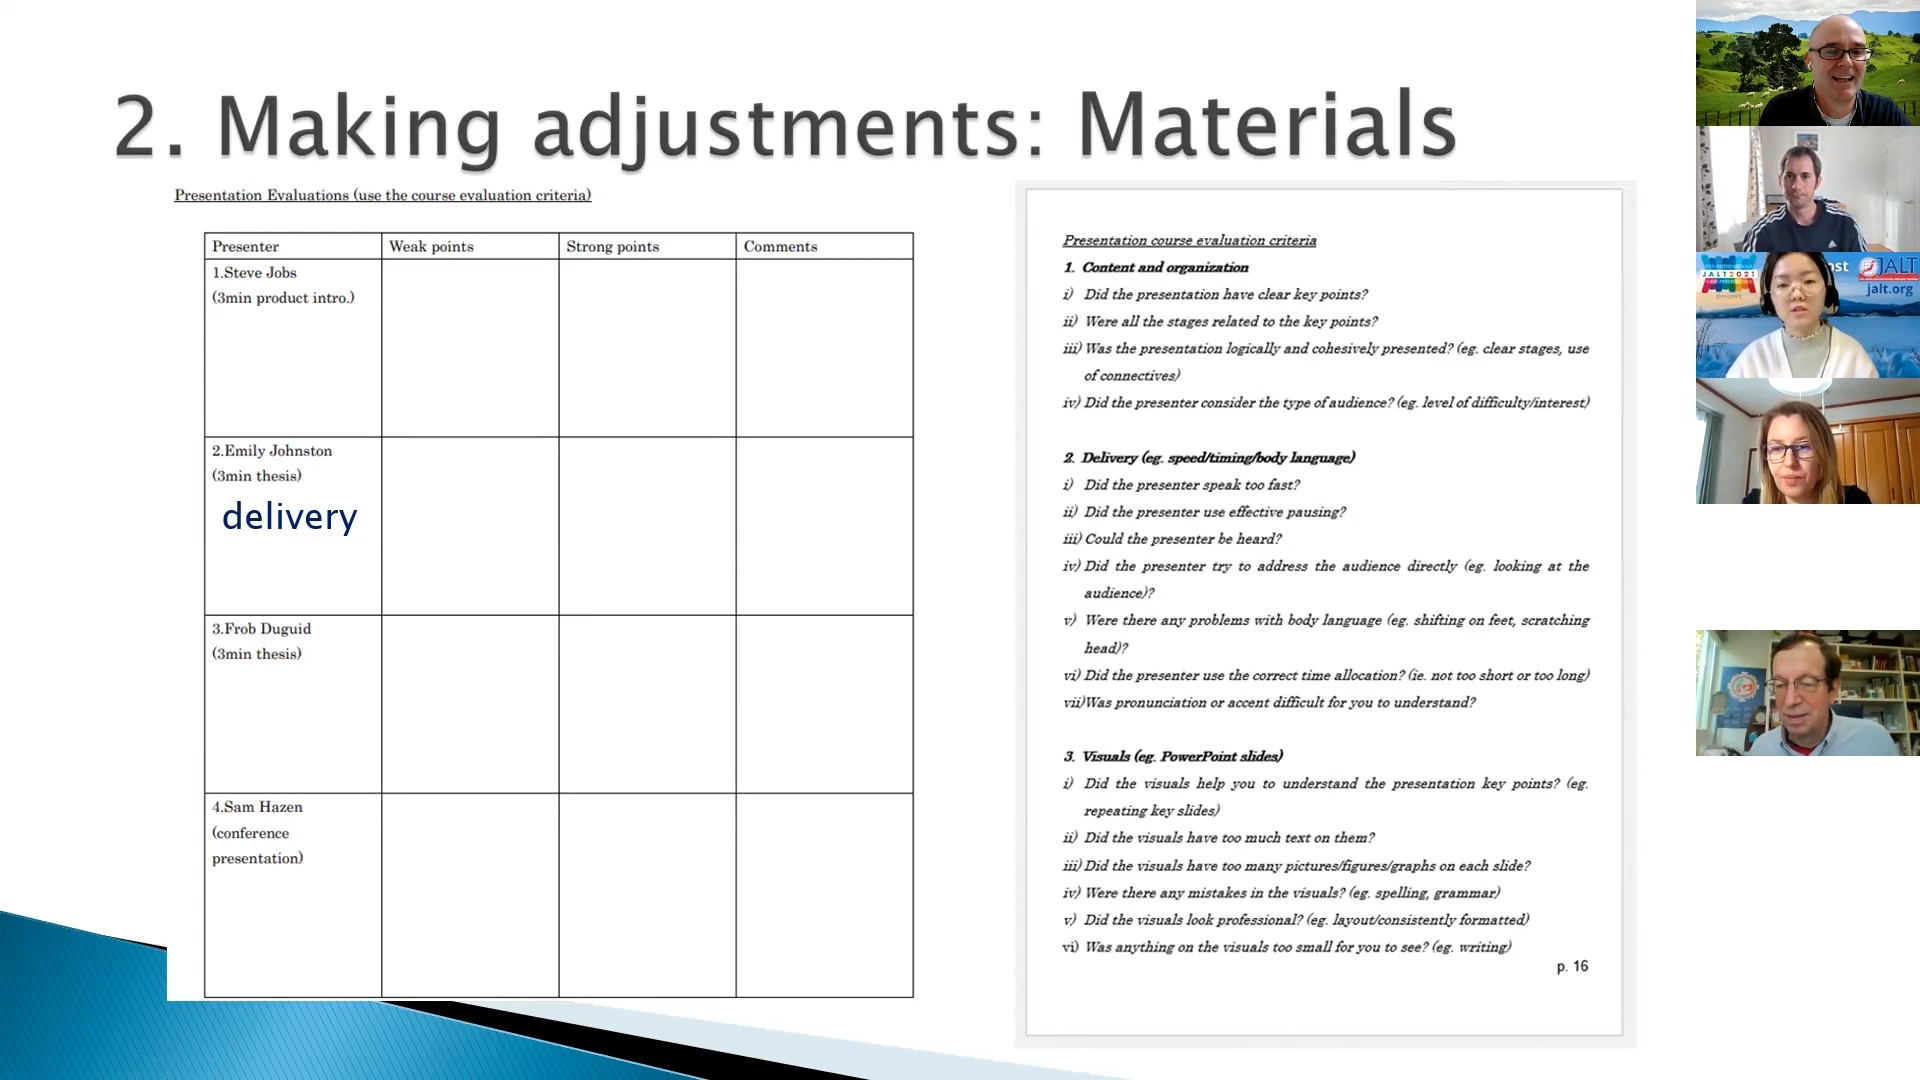 2. Making adjustments: Materials
Presentation Evaluations (use the course evaluation criteria)
Presenter
Weak points
Strong points
Comments
1.Steve Jobs
(3min product intro.)
2.Emily Johnston
(3min thesis)
delivery
3.Frob Duguid
(3min thesis)
4.Sam Hazen
(conference
presentation)
Presentation course evaluation criteria
1. Content and organization
i) Did the presentation have clear key points?
ii) Were all the stages related to the key points?
iii) Was the presentation logically and cohesively presented? (eg. clear stages, use
of connectives)
iv) Did the presenter consider the type of audience? (eg. level of difficulty/interest)
2. Delivery (eg. speed/timing/body language)
i) Did the presenter speak too fast?
ii) Did the presenter use effective pausing?
iii) Could the presenter be heard?
iv) Did the presenter try to address the audience directly (eg. looking at the
audience)?
v) Were there any problems with body language (eg. shifting on feet, scratching
head)?
vi) Did the presenter use the correct time allocation? (ie. not too short or too long)
vii)Was pronunciation or accent difficult for you to understand?
3. Visuals (eg. PowerPoint slides)
i) Did the visuals help you to understand the presentation key points? (eg.
repeating key slides)
ii) Did the visuals have too much text on them?
iii) Did the visuals have too many pictures/figures/graphs on each slide?
iv) Were there any mistakes in the visuals? (eg. spelling, grammar)
v) Did the visuals look professional? (eg. layout/consistently formatted)
vi) Was anything on the visuals too small for you to see? (eg. writing)
p. 16
JALT2021
ONLINE
ost
JALT
jalt.org